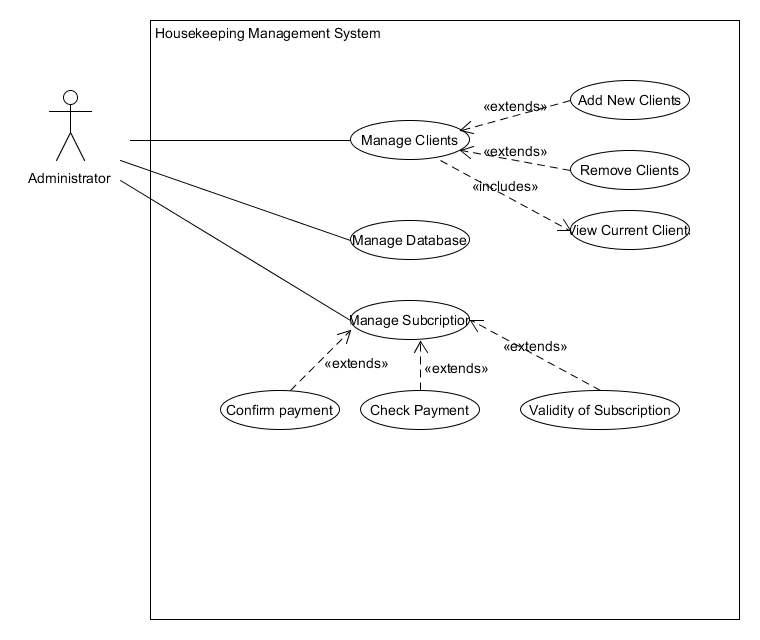 Housekeeping Management System
Administrator
Manage Clients
«extends»
Add New Clients
«extends»
Remove Clients
«includes»
View Current Client
Manage Database
Manage Subcription
«extends»
«extends»
«extends»
Confirm payment
Check Payment
Validity of Subscription